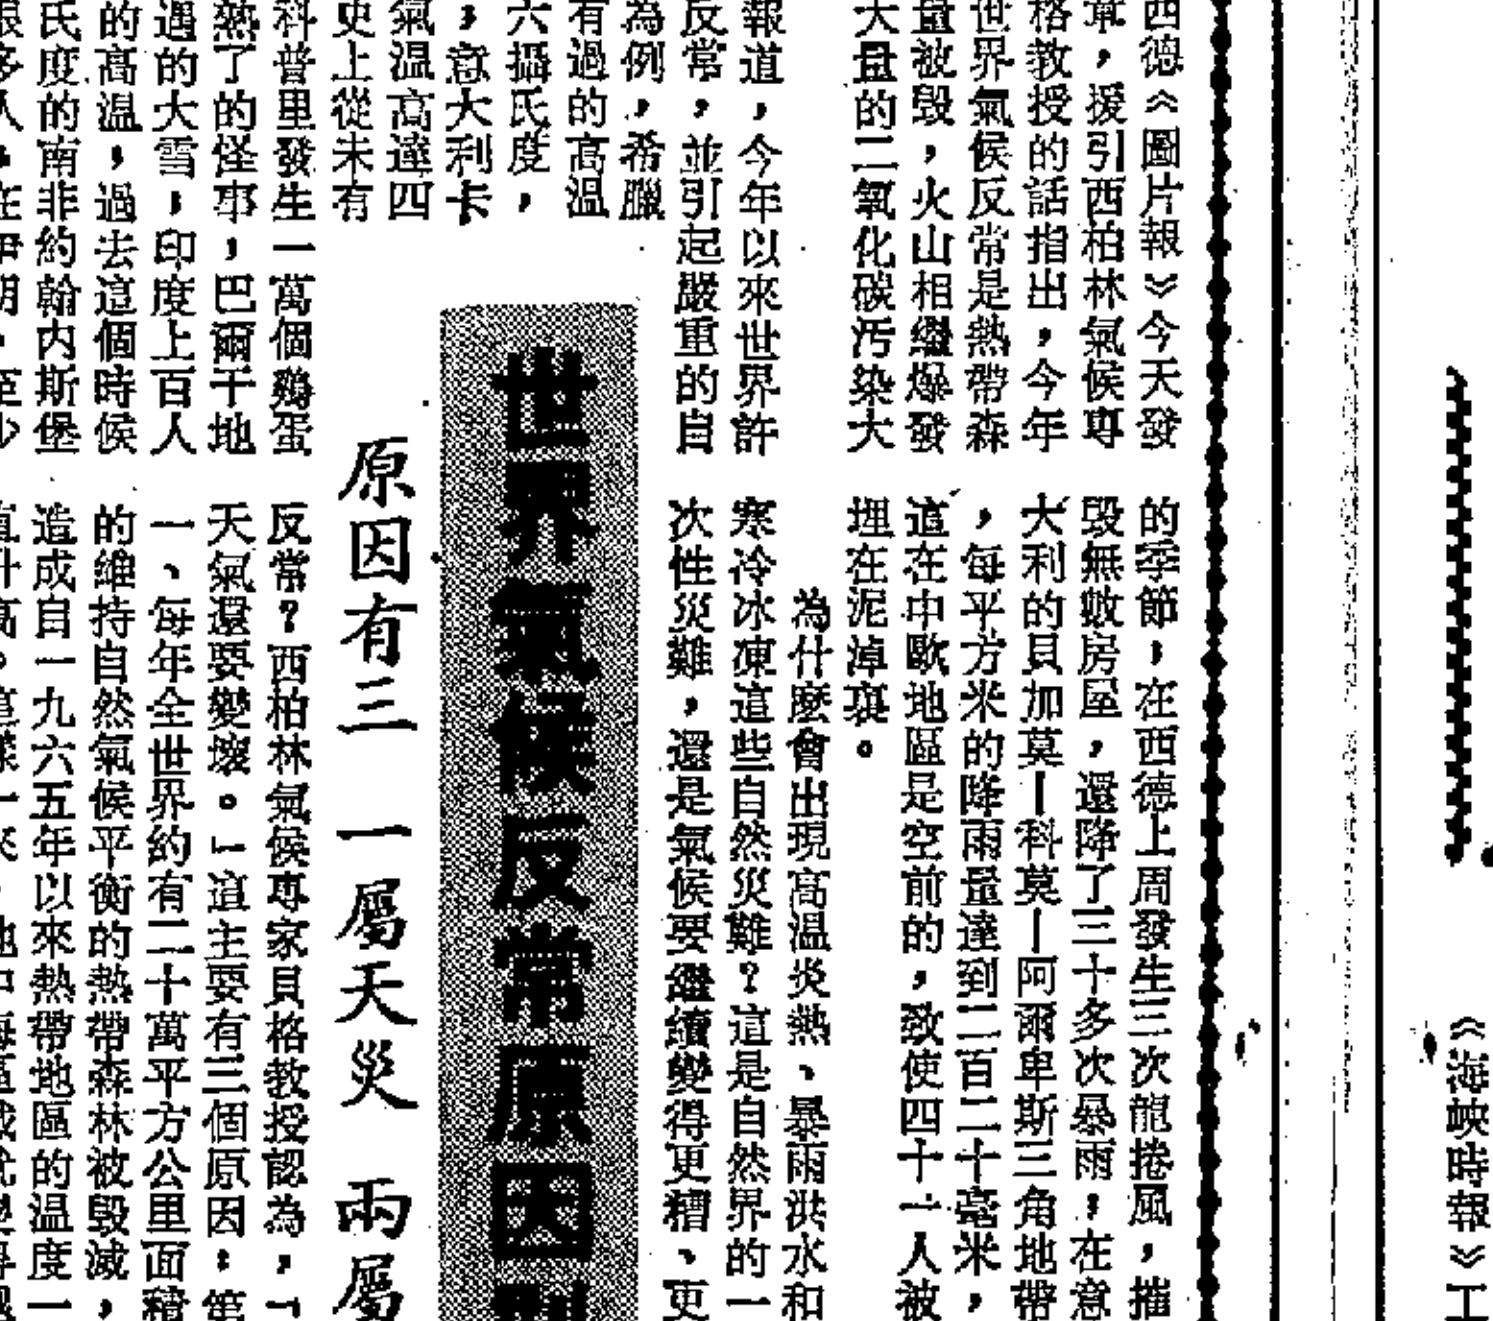 《海峽時報》工
西德《圖片報》今天發
章，援引西柏林氣候專
格教授的話指出，今年
世界氣候反常是熱帶森
量被毀，火山相繼爆發
大量的二氧化碳污染大
報道，今年以來世界許
反常，並引起嚴重的自
為例，希臘
有過的高溫
六攝氏度，
，意大利卡
氣溫高達四
史上從未有
科普里發生一萬個鷄蛋
熱了的怪事，巴爾干地
遇的大雪，印度上百人
的高溫，過去這個時候
氏度的南非約翰內斯堡
世界氣候反常原因
原因有三 一屬天災 兩屬
的季節，在西德上周發生三次龍捲風，摧
毀無數房屋，還降了三十多次暴雨；在意
大利的貝加莫—科莫—阿爾卑斯三角地帶
，每平方米的降雨量達到二百二十毫米，
這在中歐地區是空前的，致使四十一人被
埋在泥淖裏。
為什麼會出現高溫炎熱、暴雨洪水和
寒冷冰凍這些自然災難？這是自然界的一
次性災難，還是氣候要繼續變得更糟、更
反常？西柏林氣候專家貝格教授認為，「
天氣還要變壞。」這主要有三個原因：第
一、每年全世界約有二十萬平方公里面積
的維持自然氣候平衡的熱帶森林被毀滅，
造成自一九六五年以來熱帶地區的溫度一